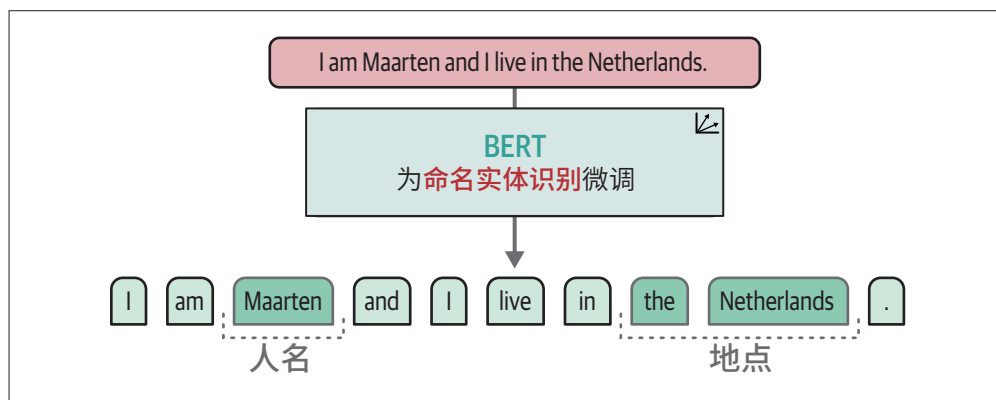 I am Maarten and I live in the Netherlands.
BERT
为命名实体识别微调
I am Maarten and I live in the Netherlands .
人名 地点